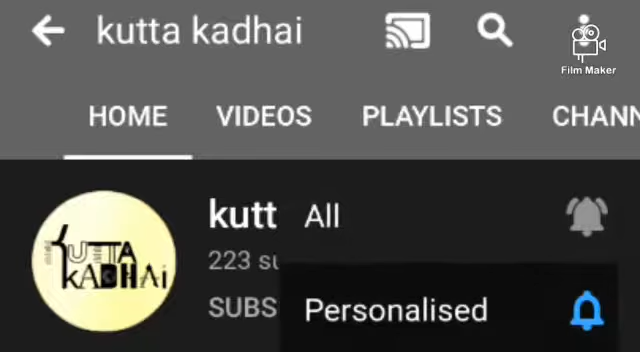 kutta kadhai
Film Maker
HOME VIDEOS PLAYLISTS CHANN
KUTTA
KADHAi
kutt
All
223 su
SUBS
Personalised